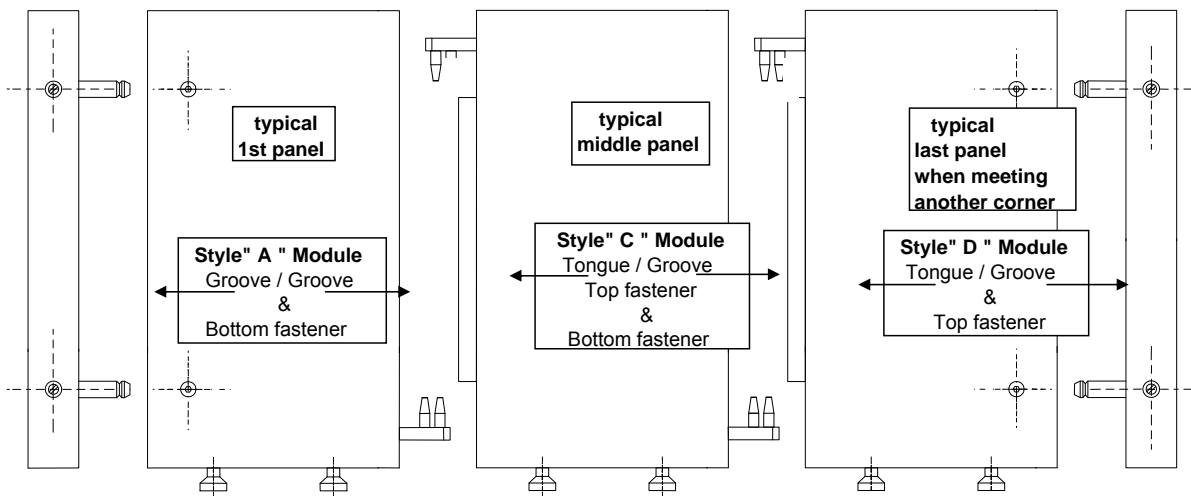 typical
1st panel
typical
middle panel
typical
last panel
when meeting
another corner
Style" A " Module
Groove / Groove
&
Bottom fastener
Style" C " Module
Tongue / Groove
Top fastener
&
Bottom fastener
Style" D " Module
Tongue / Groove
&
Top fastener